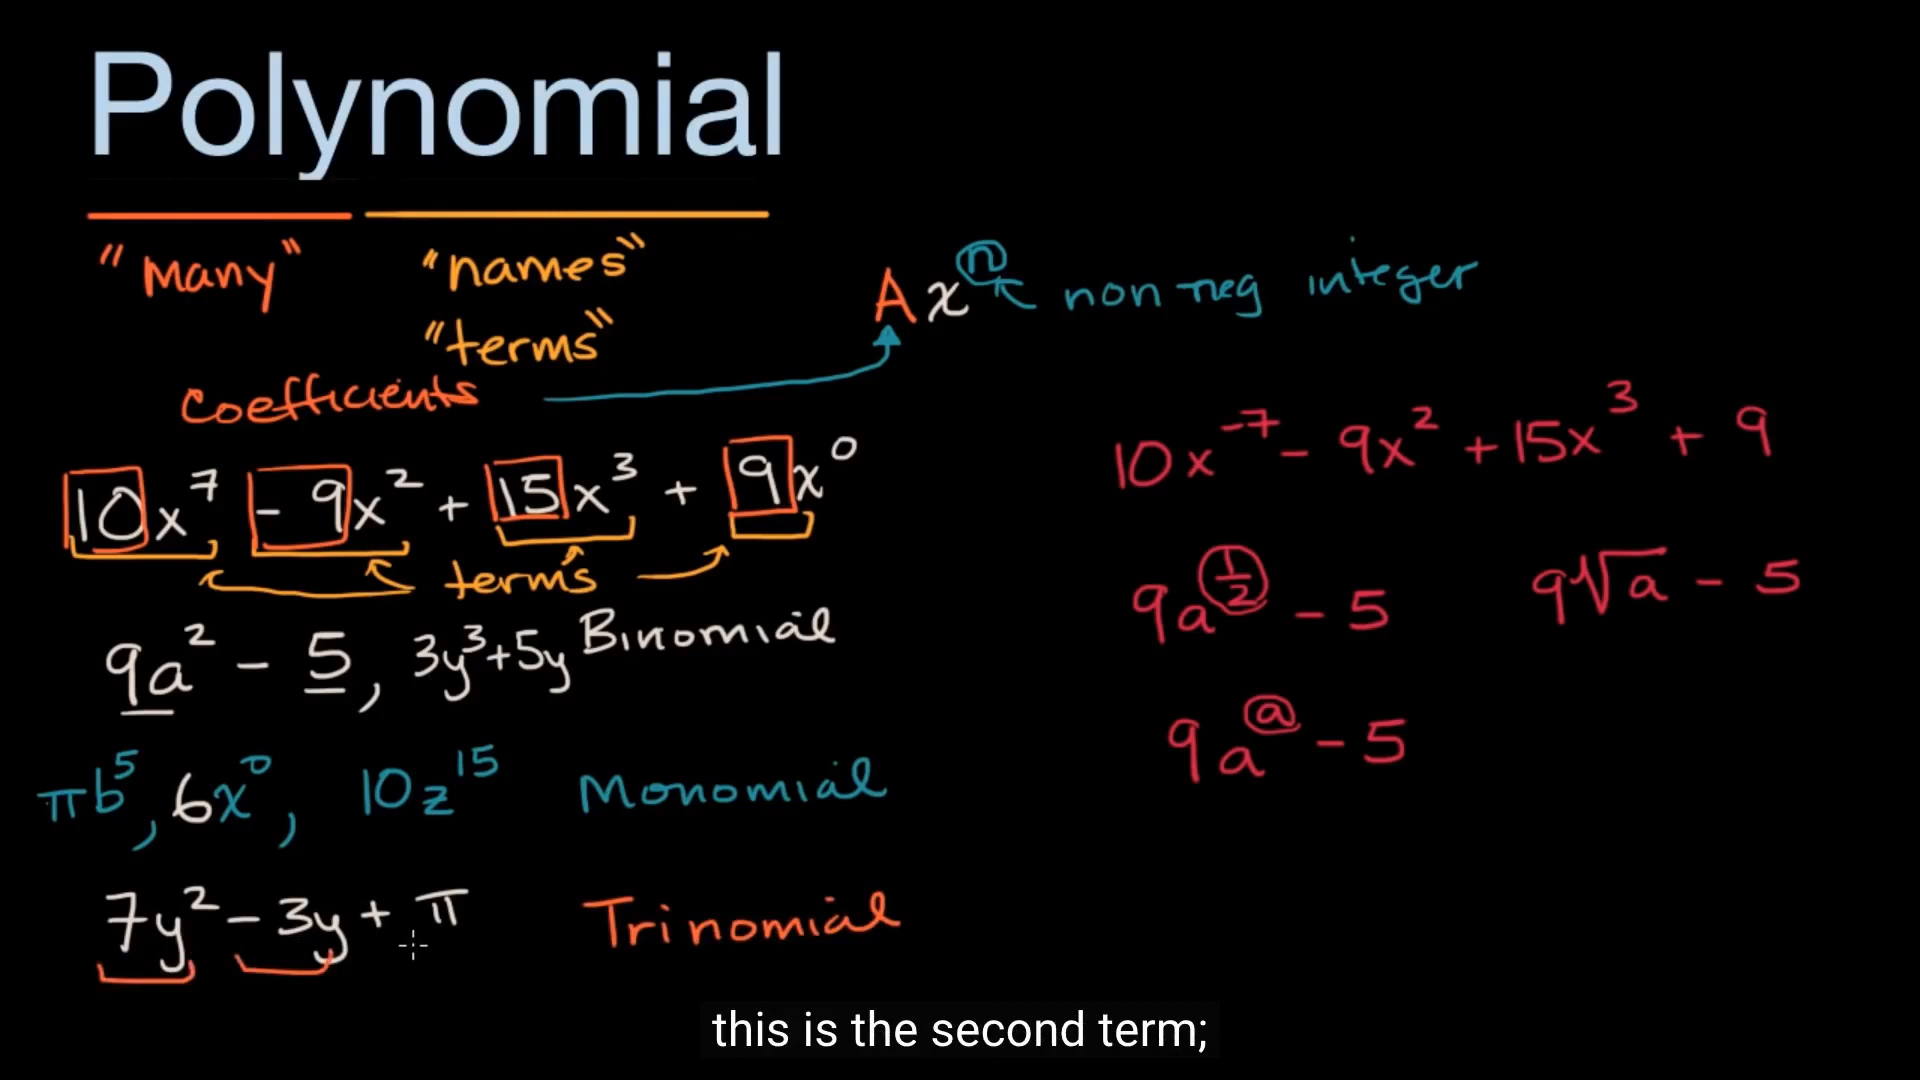 Polynomial
"many" "names"
"terms"
Coefficients
Ax^n non neg integer
10x^7 - 9x^2 + 15x^3 + 9x^0
terms
9a^2 - 5, 3y^3+5y Binomial
πb^5, 6x^0, 10z^15 Monomial
7y^2 - 3y + π Trinomial
10x^-7 - 9x^2 + 15x^3 + 9
9a^(1/2) - 5 9√a - 5
9a^a - 5
this is the second term;